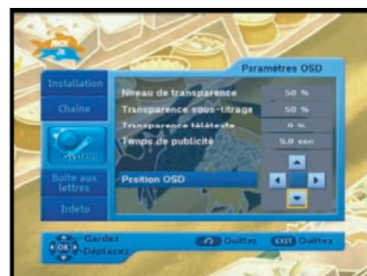 Paramètres OSD
Installation
Chaîne
Système
Boîte aux
lettres
Irdeto
Niveau de transparence 50 %
Transparence sous-titrage 50 %
Transparence télétexte 0 %
Temps de publicité 5.0 sec
Position OSD
OK Gardez
Déplacez
Quittez EXIT Quittez